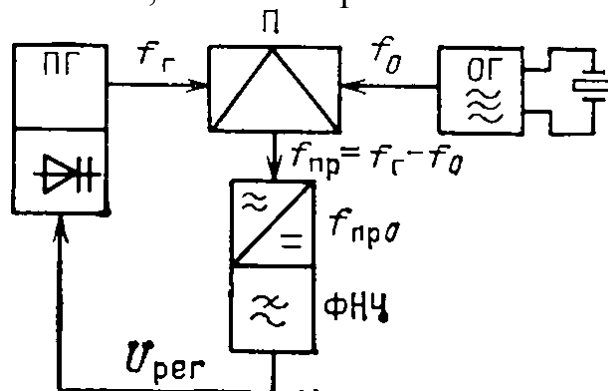 П
ПГ
f_г
f_0
ОГ
f_пр = f_г − f_0
f_пр0
ФНЧ
U_рег